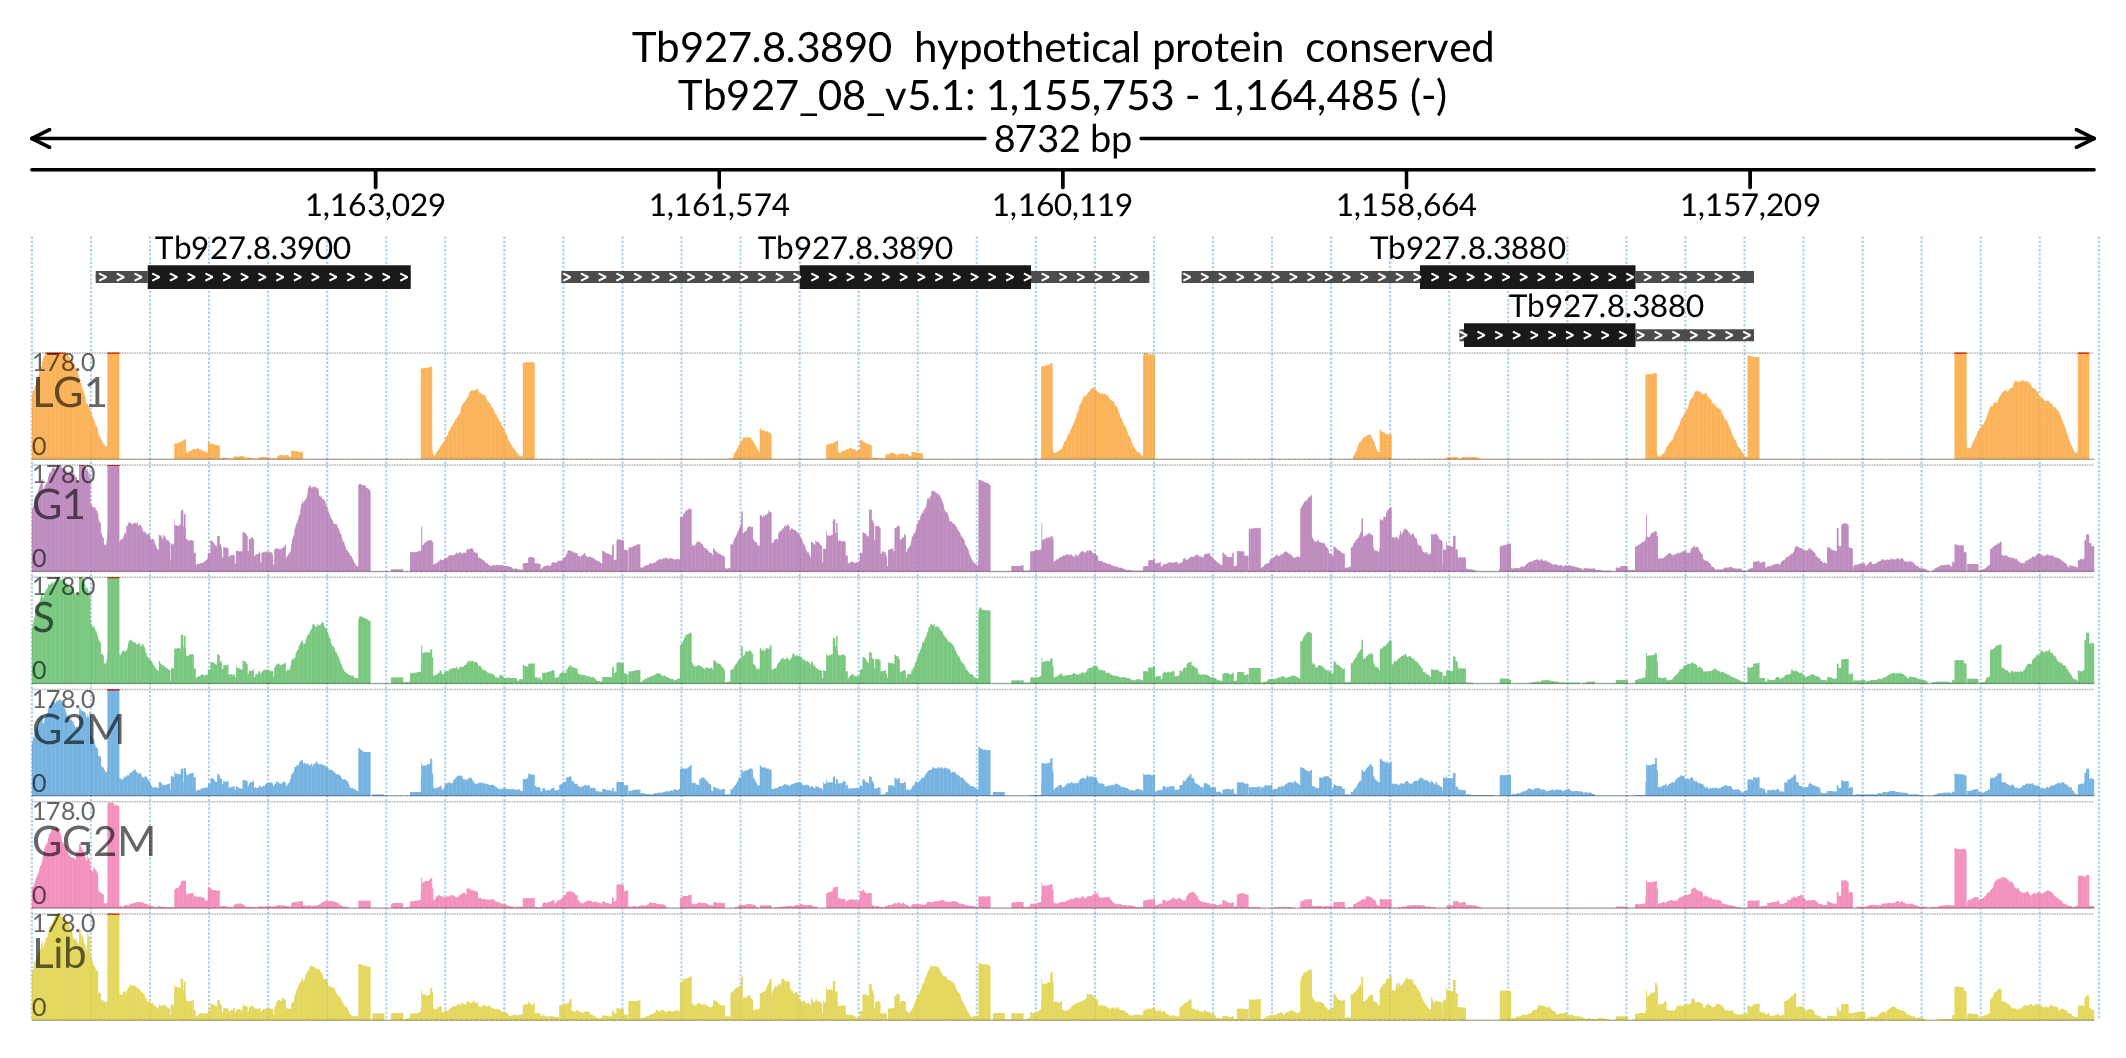 Tb927.8.3890  hypothetical protein  conserved
Tb927_08_v5.1: 1,155,753 - 1,164,485 (-)
8732 bp
1,163,029 1,161,574 1,160,119 1,158,664 1,157,209
Tb927.8.3900 Tb927.8.3890 Tb927.8.3880
Tb927.8.3880
178.0
LG1
0
178.0
G1
0
178.0
S
0
178.0
G2M
0
178.0
GG2M
0
178.0
Lib
0